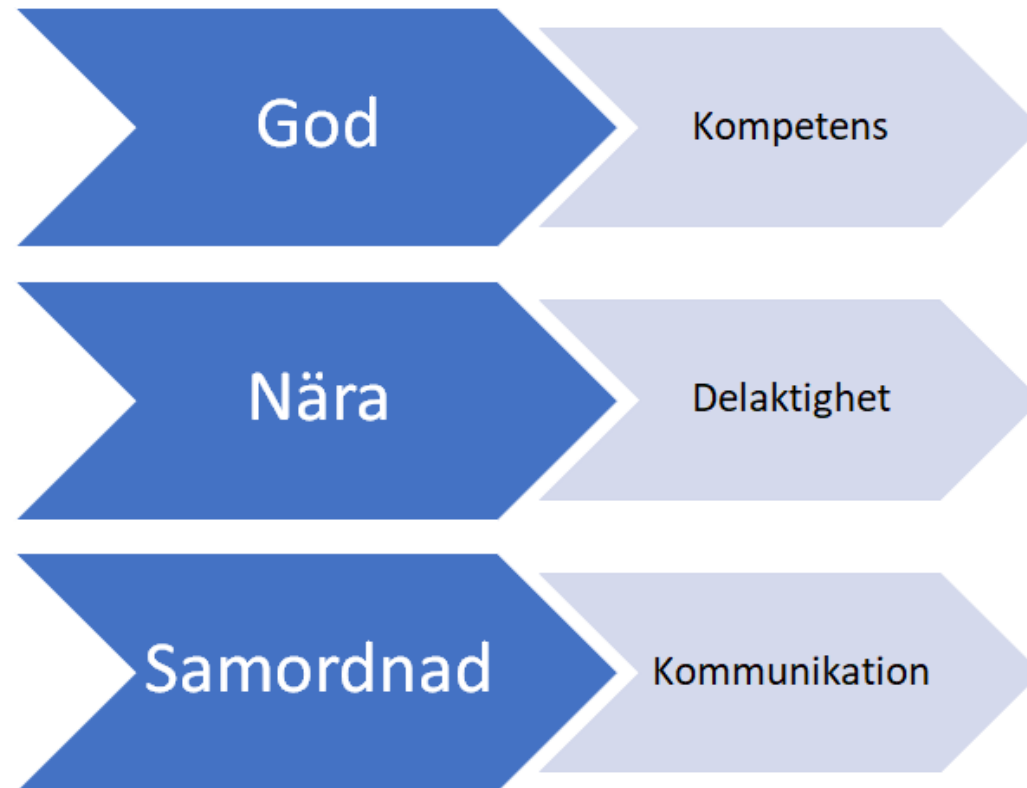 God
Kompetens
Nära
Delaktighet
Samordnad
Kommunikation